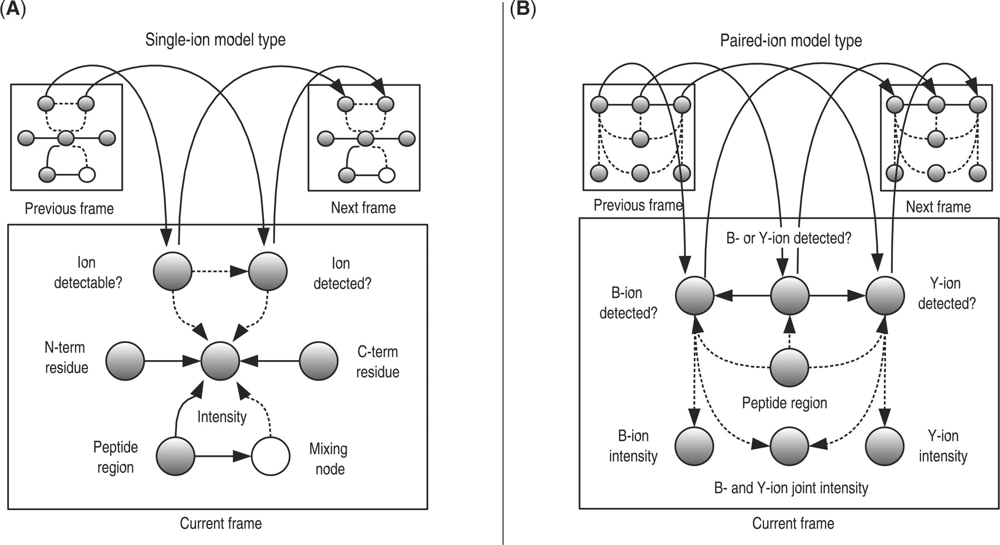 (A)
Single-ion model type
Previous frame
Next frame
Ion
detectable?
Ion
detected?
N-term
residue
C-term
residue
Intensity
Peptide
region
Mixing
node
Current frame
(B)
Paired-ion model type
Previous frame
Next frame
B- or Y-ion detected?
B-ion
detected?
Y-ion
detected?
Peptide region
B-ion
intensity
Y-ion
intensity
B- and Y-ion joint intensity
Current frame